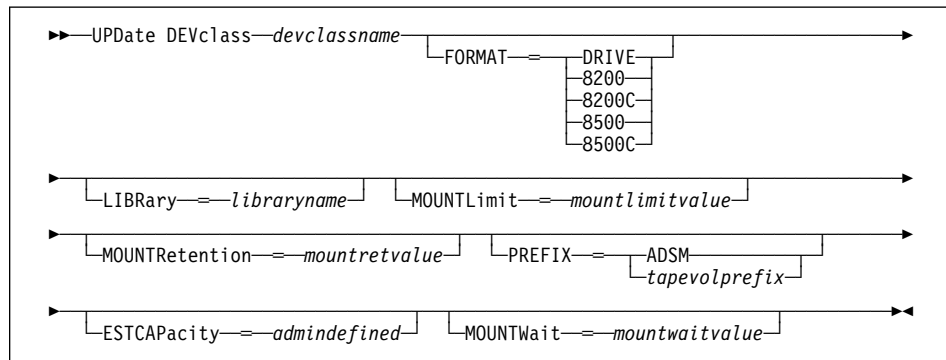 UPDate DEVclass devclassname
FORMAT = DRIVE
8200
8200C
8500
8500C
LIBRary = libraryname MOUNTLimit = mountlimitvalue
MOUNTRetention = mountretvalue PREFIX = ADSM
tapevolprefix
ESTCAPacity = admindefined MOUNTWait = mountwaitvalue